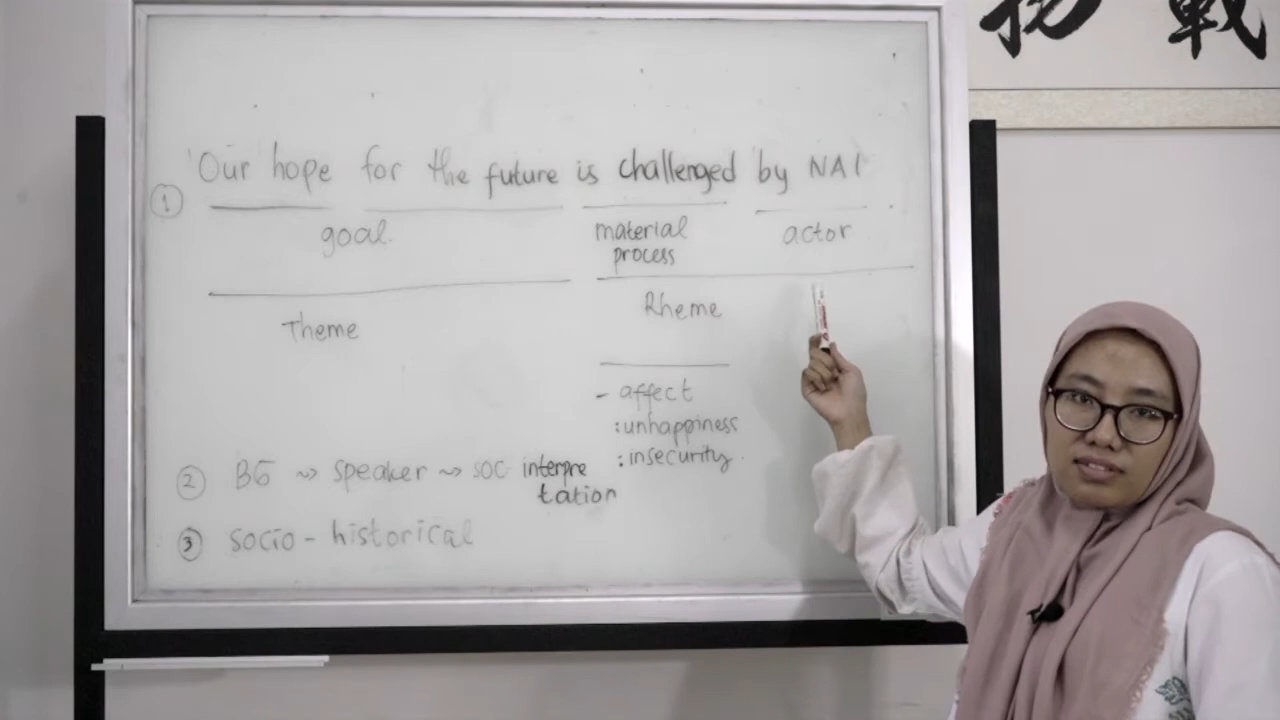 "Our hope for the future is challenged by NAI
①
goal.
material
process
actor
Theme
Rheme
- affect
: unhappiness
: insecurity.
② BG ~> speaker ~> soc interpre
tation
③ socio - historical
戰